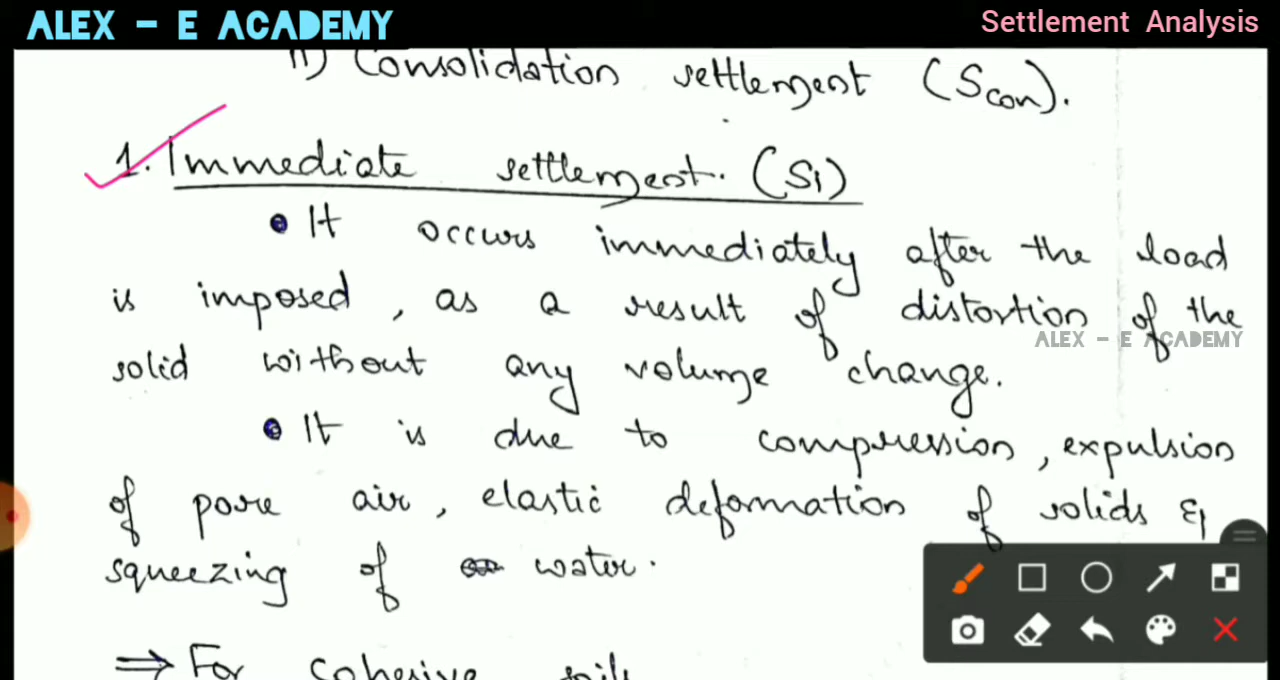 ALEX – E ACADEMY
Settlement Analysis
ii) Consolidation settlement (Scon).
1. Immediate settlement. (Si)
• It occurs immediately after the load
is imposed, as a result of distortion of the
ALEX – E ACADEMY
solid without any volume change.
• It is due to compression, expulsion
of pore air, elastic deformation of solids &
squeezing of water.
⇒ For cohesive soils